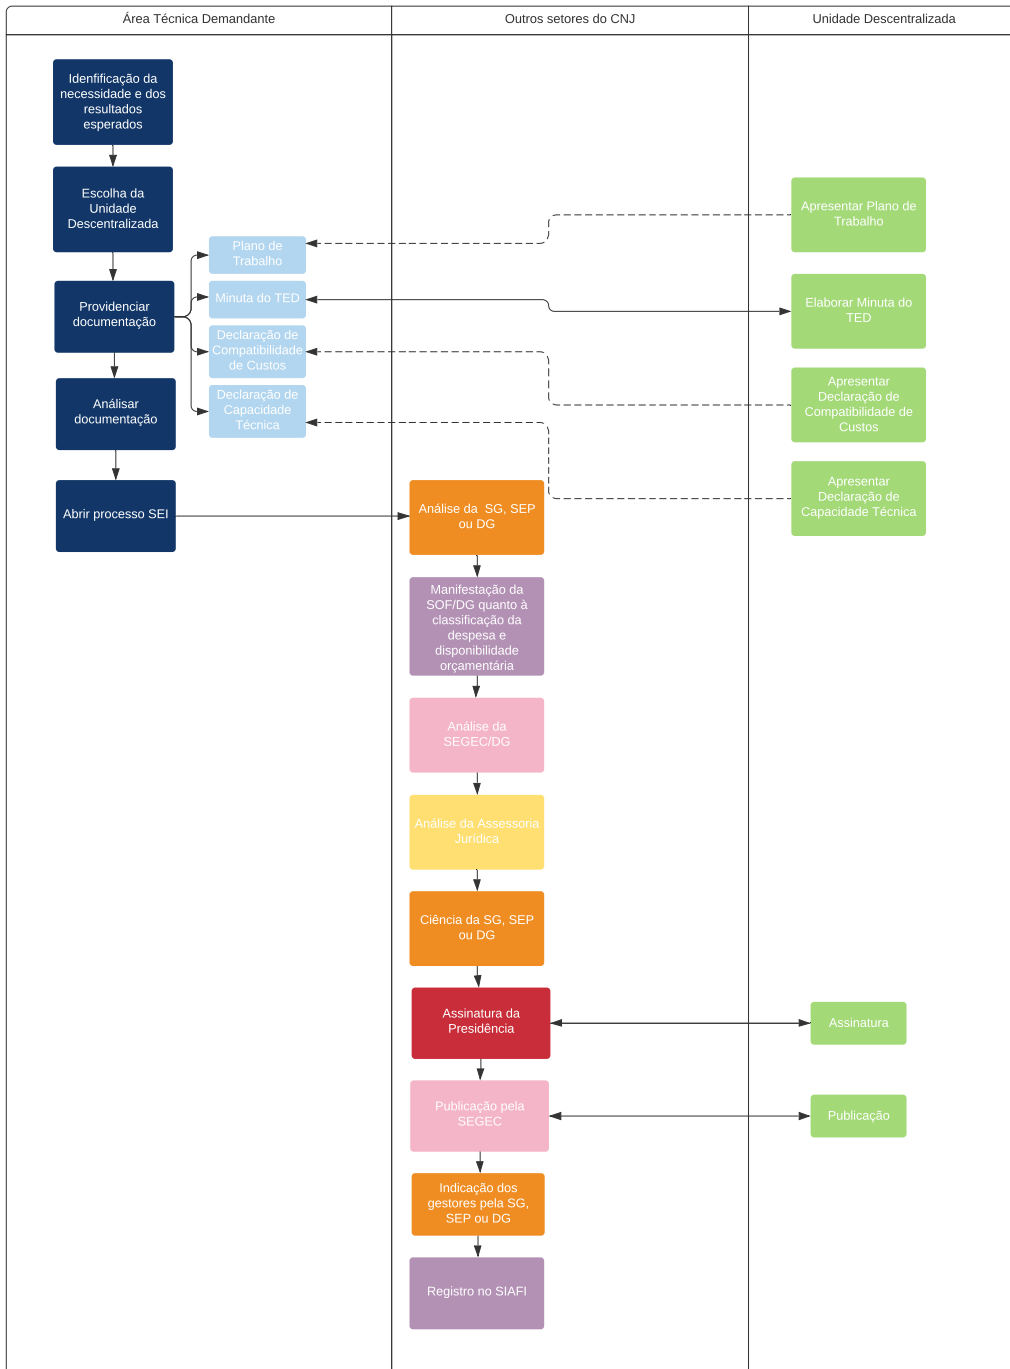 Área Técnica Demandante
Outros setores do CNJ
Unidade Descentralizada
Idenfificação da
necessidade e dos
resultados
esperados
Escolha da
Unidade
Descentralizada
Providenciar
documentação
Análisar
documentação
Abrir processo SEI
Plano de
Trabalho
Minuta do TED
Declaração de
Compatibilidade
de Custos
Declaração de
Capacidade
Técnica
Apresentar Plano de
Trabalho
Elaborar Minuta do
TED
Apresentar
Declaração de
Compatibilidade de
Custos
Apresentar
Declaração de
Capacidade Técnica
Análise da  SG, SEP
ou DG
Manifestação da
SOF/DG quanto à
classificação da
despesa e
disponibilidade
orçamentária
Análise da
SEGEC/DG
Análise da Assessoria
Jurídica
Ciência da SG, SEP
ou DG
Assinatura da
Presidência
Assinatura
Publicação pela
SEGEC
Publicação
Indicação dos
gestores pela SG,
SEP ou DG
Registro no SIAFI